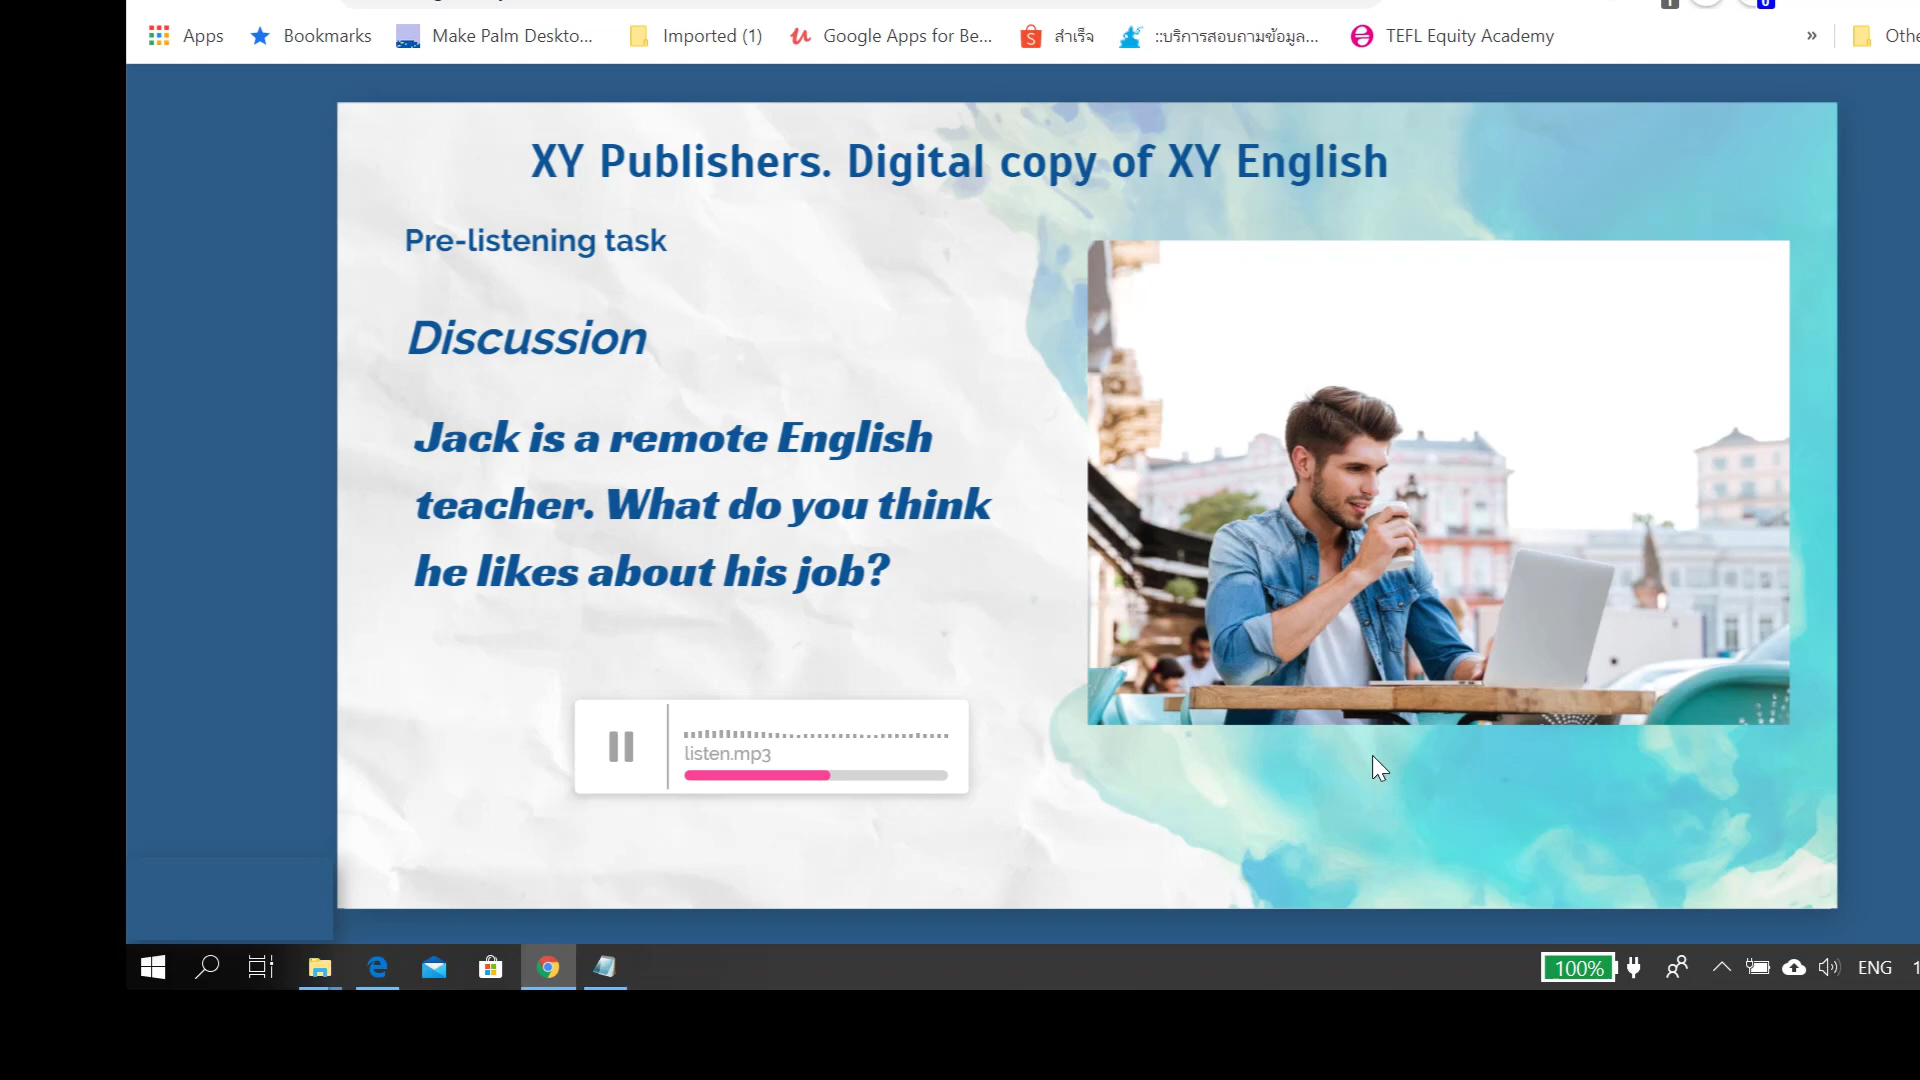 Apps Bookmarks Make Palm Deskto... Imported (1) Google Apps for Be... สำเร็จ ::บริการสอบถามข้อมูล... TEFL Equity Academy »
XY Publishers. Digital copy of XY English
Pre-listening task
Discussion
Jack is a remote English
teacher. What do you think
he likes about his job?
listen.mp3
100% ENG